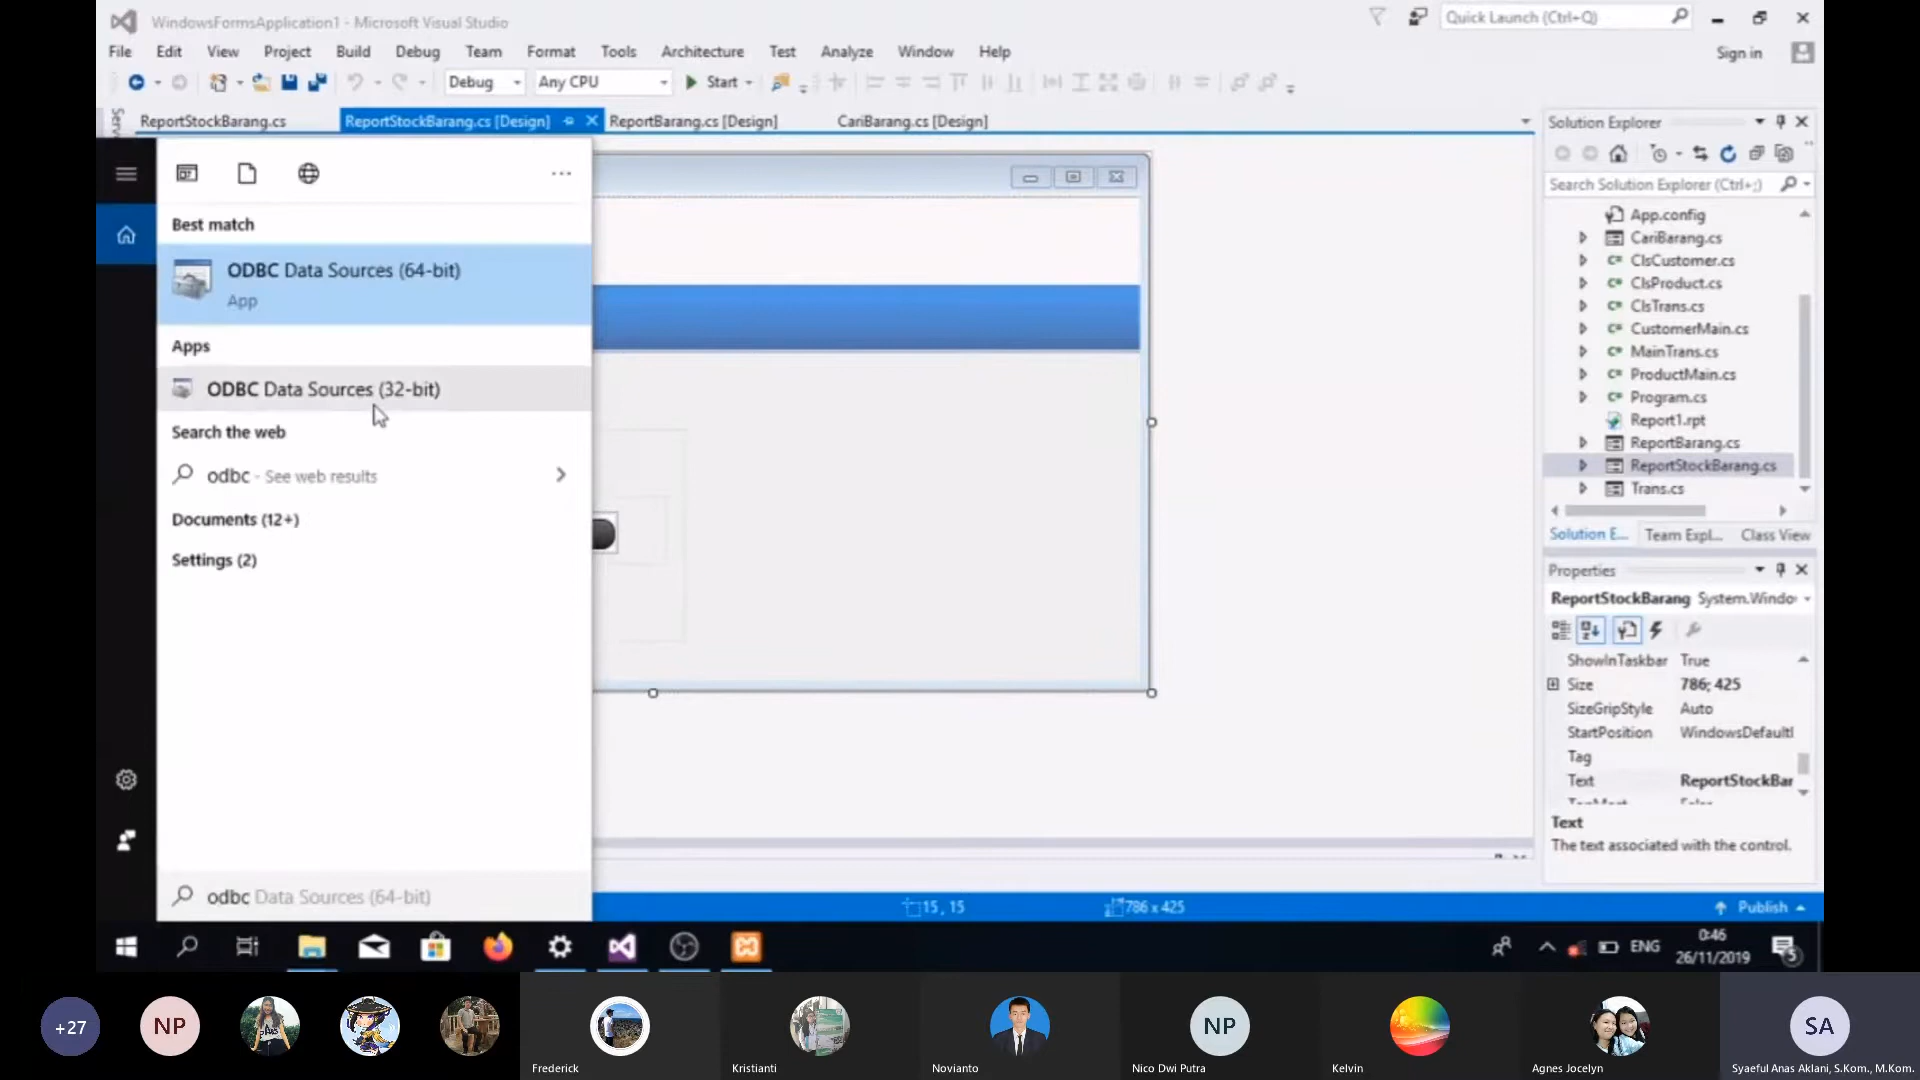 WindowsFormsApplication1 - Microsoft Visual Studio
Quick Launch (Ctrl+Q)
File Edit View Project Build Debug Team Format Tools Architecture Test Analyze Window Help
Sign in
Debug Any CPU Start
ReportStockBarang.cs ReportStockBarang.cs [Design] ReportBarang.cs [Design] CariBarang.cs [Design]
Best match
ODBC Data Sources (64-bit)
App
Apps
ODBC Data Sources (32-bit)
Search the web
odbc - See web results
Documents (12+)
Settings (2)
odbc Data Sources (64-bit)
Solution Explorer
Search Solution Explorer (Ctrl+;)
App.config
CariBarang.cs
ClsCustomer.cs
ClsProduct.cs
ClsTrans.cs
CustomerMain.cs
MainTrans.cs
ProductMain.cs
Program.cs
Report1.rpt
ReportBarang.cs
ReportStockBarang.cs
Trans.cs
Solution E... Team Expl... Class View
Properties
ReportStockBarang System.Windo
ShowInTaskbar True
Size 786; 425
SizeGripStyle Auto
StartPosition WindowsDefaultl
Tag
Text ReportStockBar
Text
The text associated with the control.
15 , 15 786 x 425 Publish
ENG
0:46
26/11/2019
5
+27 NP NP SA
Frederick Kristianti Novianto Nico Dwi Putra Kelvin Agnes Jocelyn Syaeful Anas Aklani, S.Kom., M.Kom.